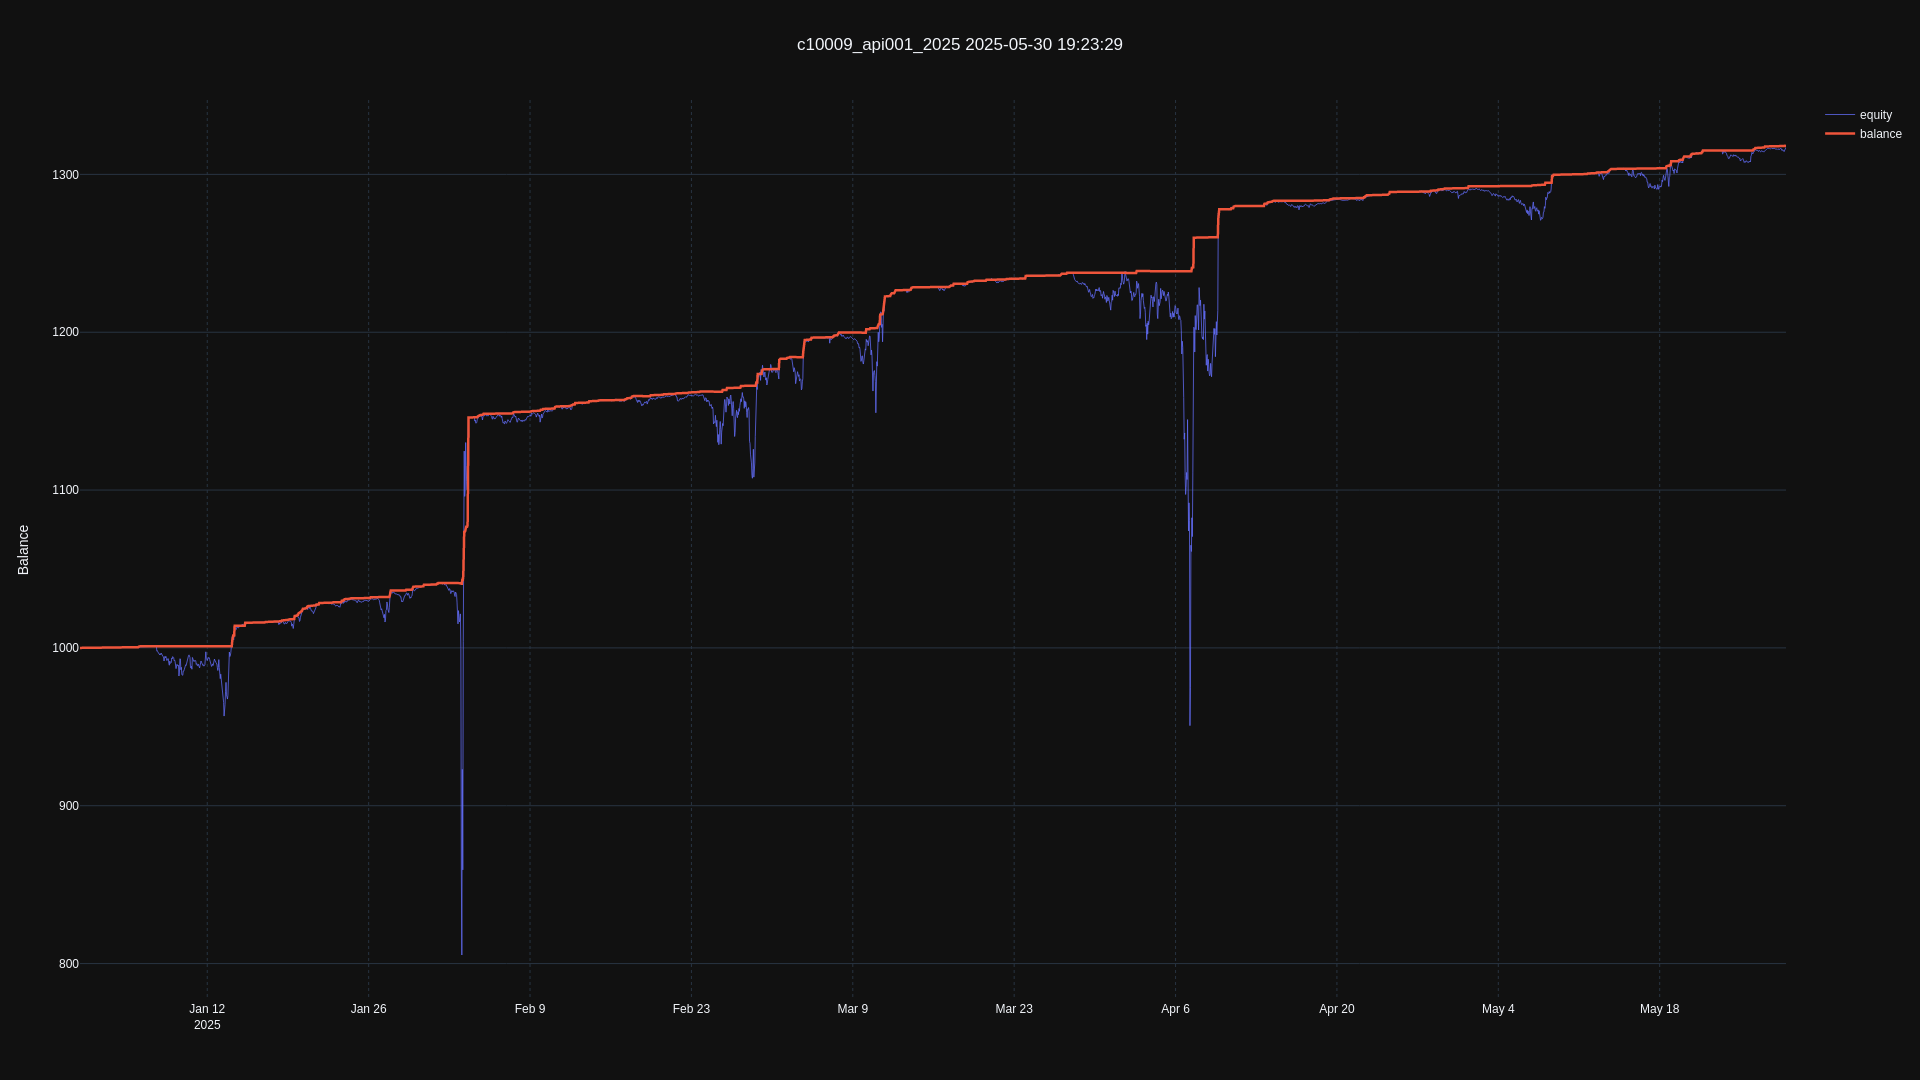 c10009_api001_2025 2025-05-30 19:23:29
equity
balance
Balance
1300
1200
1100
1000
900
800
Jan 12
2025
Jan 26
Feb 9
Feb 23
Mar 9
Mar 23
Apr 6
Apr 20
May 4
May 18